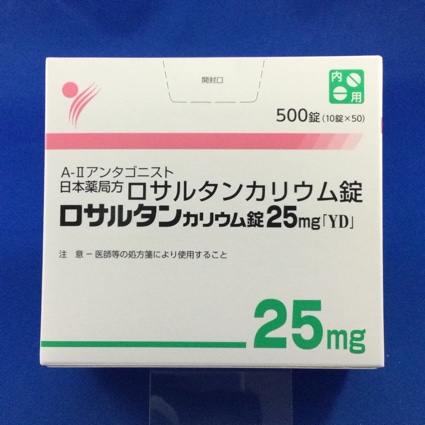 開封口
内用
500錠(10錠×50)
A-IIアンタゴニスト
日本薬局方 ロサルタンカリウム錠
ロサルタンカリウム錠25mg「YD」
注 意－医師等の処方箋により使用すること
25mg